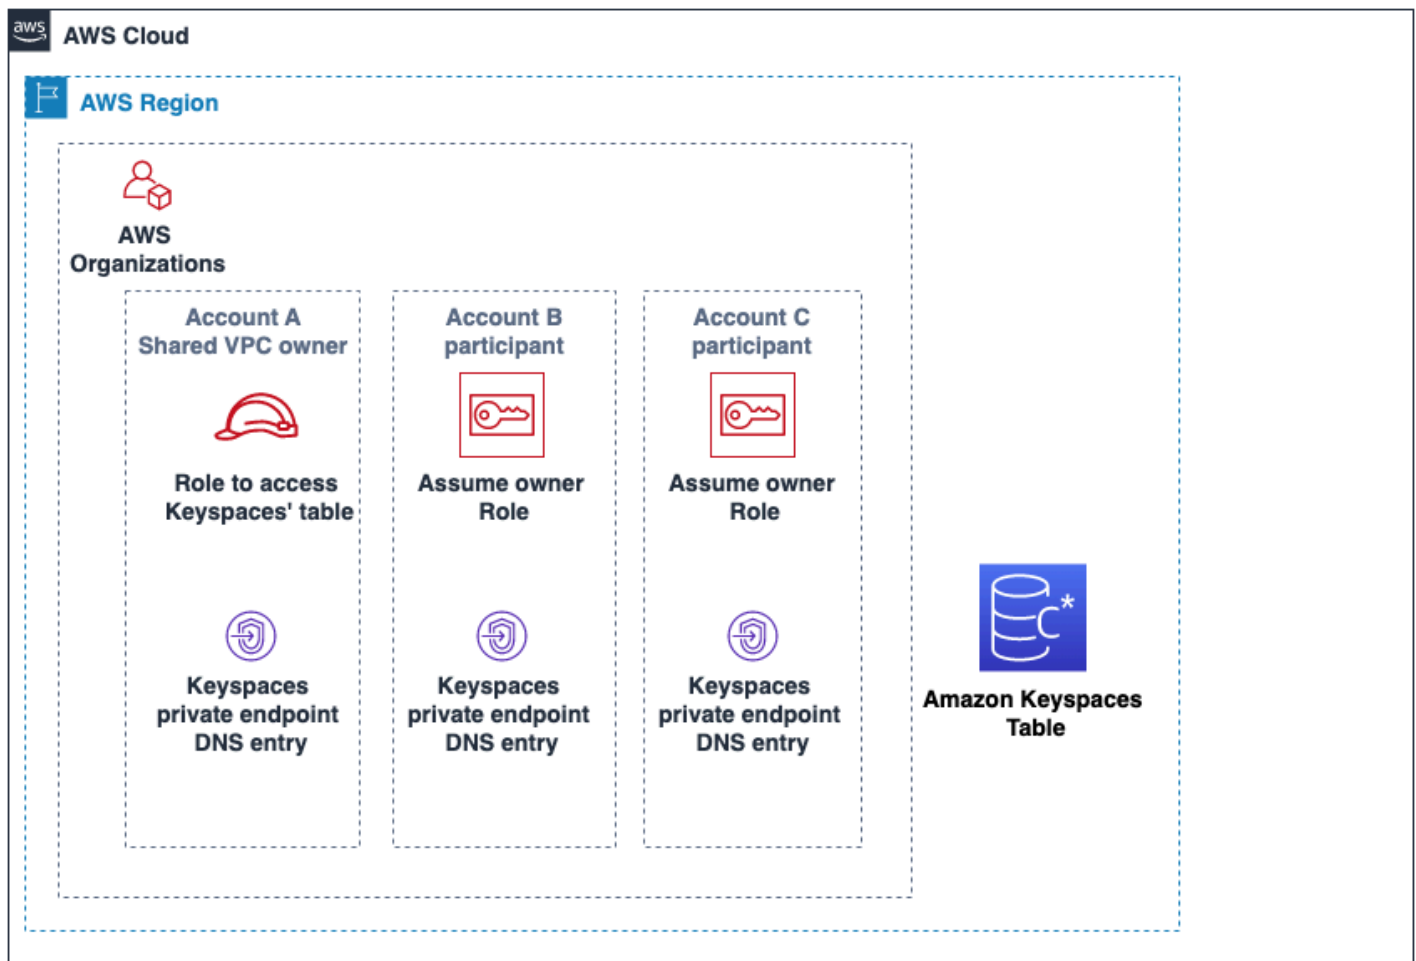 aws
AWS Cloud
AWS Region
AWS
Organizations
Account A
Shared VPC owner
Role to access
Keyspaces' table
Keyspaces
private endpoint
DNS entry
Account B
participant
Assume owner
Role
Keyspaces
private endpoint
DNS entry
Account C
participant
Assume owner
Role
Keyspaces
private endpoint
DNS entry
C*
Amazon Keyspaces
Table